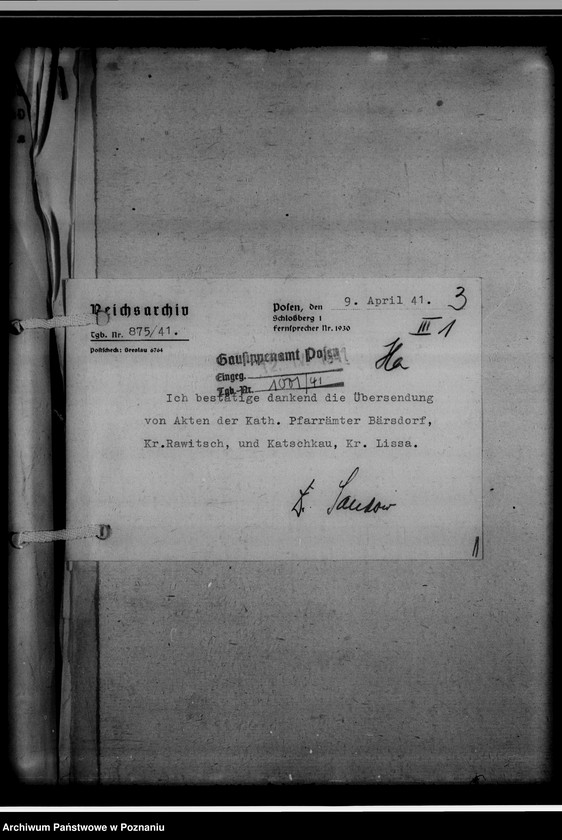 Reichsarchiv
Tgb. Nr. 875/41.
Postscheck: Breslau 6764
Posen, den 9. April 41.
Schloßberg 1
Fernsprecher Nr. 1930
3
III 1
Ha
Gausippenamt Posen
Eingeg.
Tgb.-Nr. 1001/41
Ich bestätige dankend die Übersendung
von Akten der Kath. Pfarrämter Bärsdorf,
Kr.Rawitsch, und Katschkau, Kr. Lissa.
Archiwum Państwowe w Poznaniu